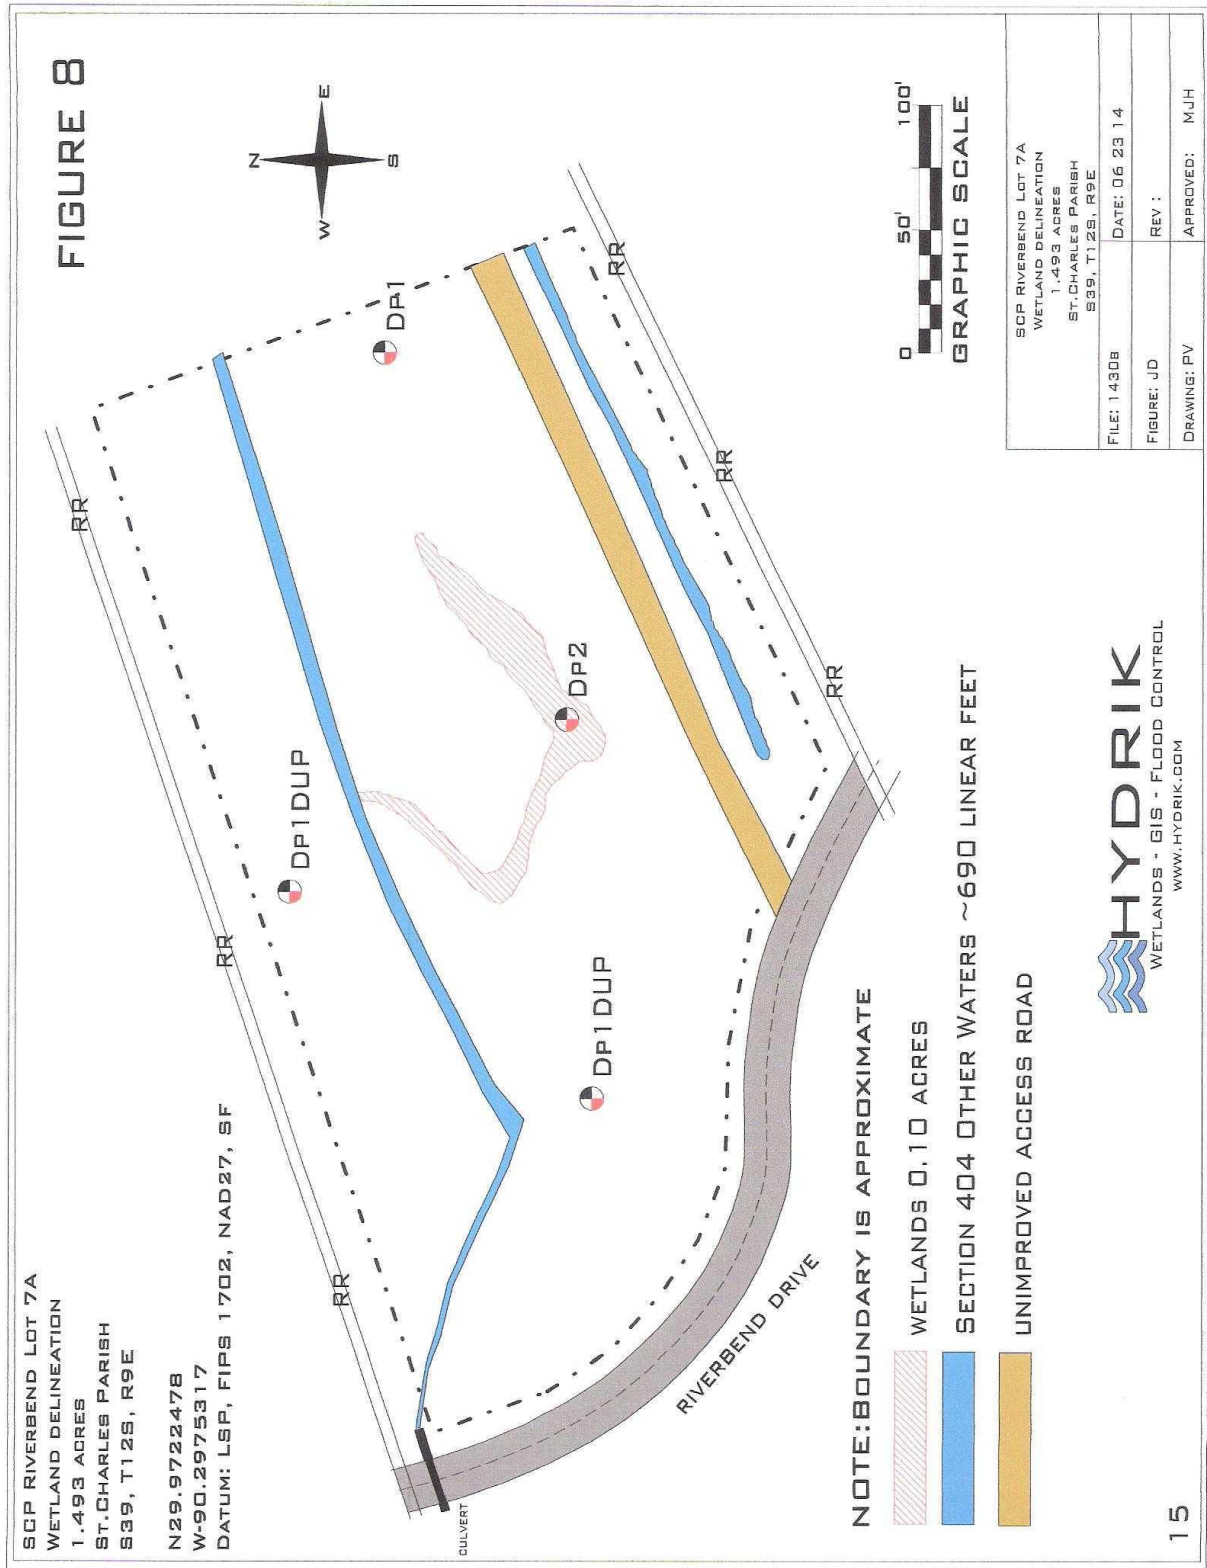 SCP RIVERBEND LOT 7A
WETLAND DELINEATION
1.493 ACRES
ST.CHARLES PARISH
S39, T12S, R9E
N29.9722478
W-90.2975317
DATUM: LSP, FIPS 1702, NAD27, SF
FIGURE 8
N
E
S
W
RR
RR
RR
DP1DUP
DP1
DP2
DP1DUP
RR
RR
RR
CULVERT
RIVERBEND DRIVE
NOTE:BOUNDARY IS APPROXIMATE
WETLANDS 0.10 ACRES
SECTION 404 OTHER WATERS ~690 LINEAR FEET
UNIMPROVED ACCESS ROAD
0 50' 100'
GRAPHIC SCALE
HYDRIK
WETLANDS - GIS - FLOOD CONTROL
WWW.HYDRIK.COM
SCP RIVERBEND LOT 7A
WETLAND DELINEATION
1.493 ACRES
ST.CHARLES PARISH
S39, T12S, R9E
FILE: 1430B DATE: 06 23 14
FIGURE: JD REV :
DRAWING: PV APPROVED: MJH
15